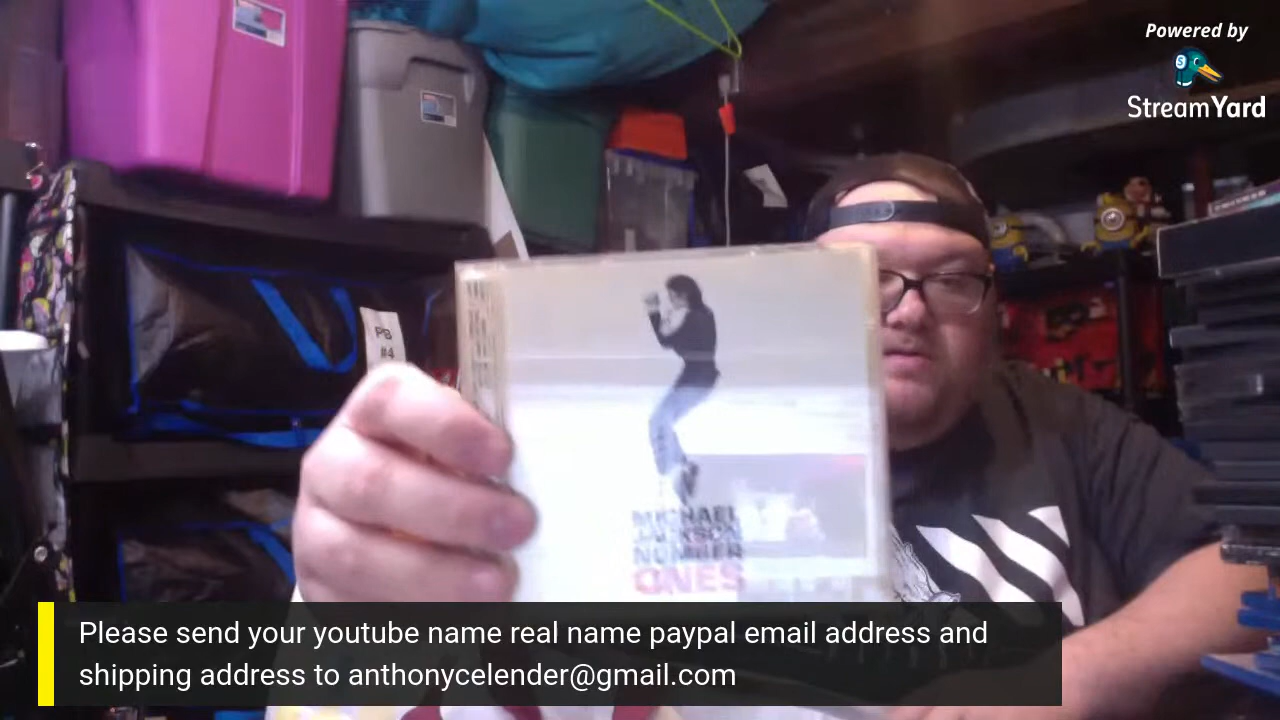 Powered by
StreamYard
PB
#4
MICHAEL
JACKSON
NUMBER
ONES
Please send your youtube name real name paypal email address and
shipping address to anthonycelender@gmail.com